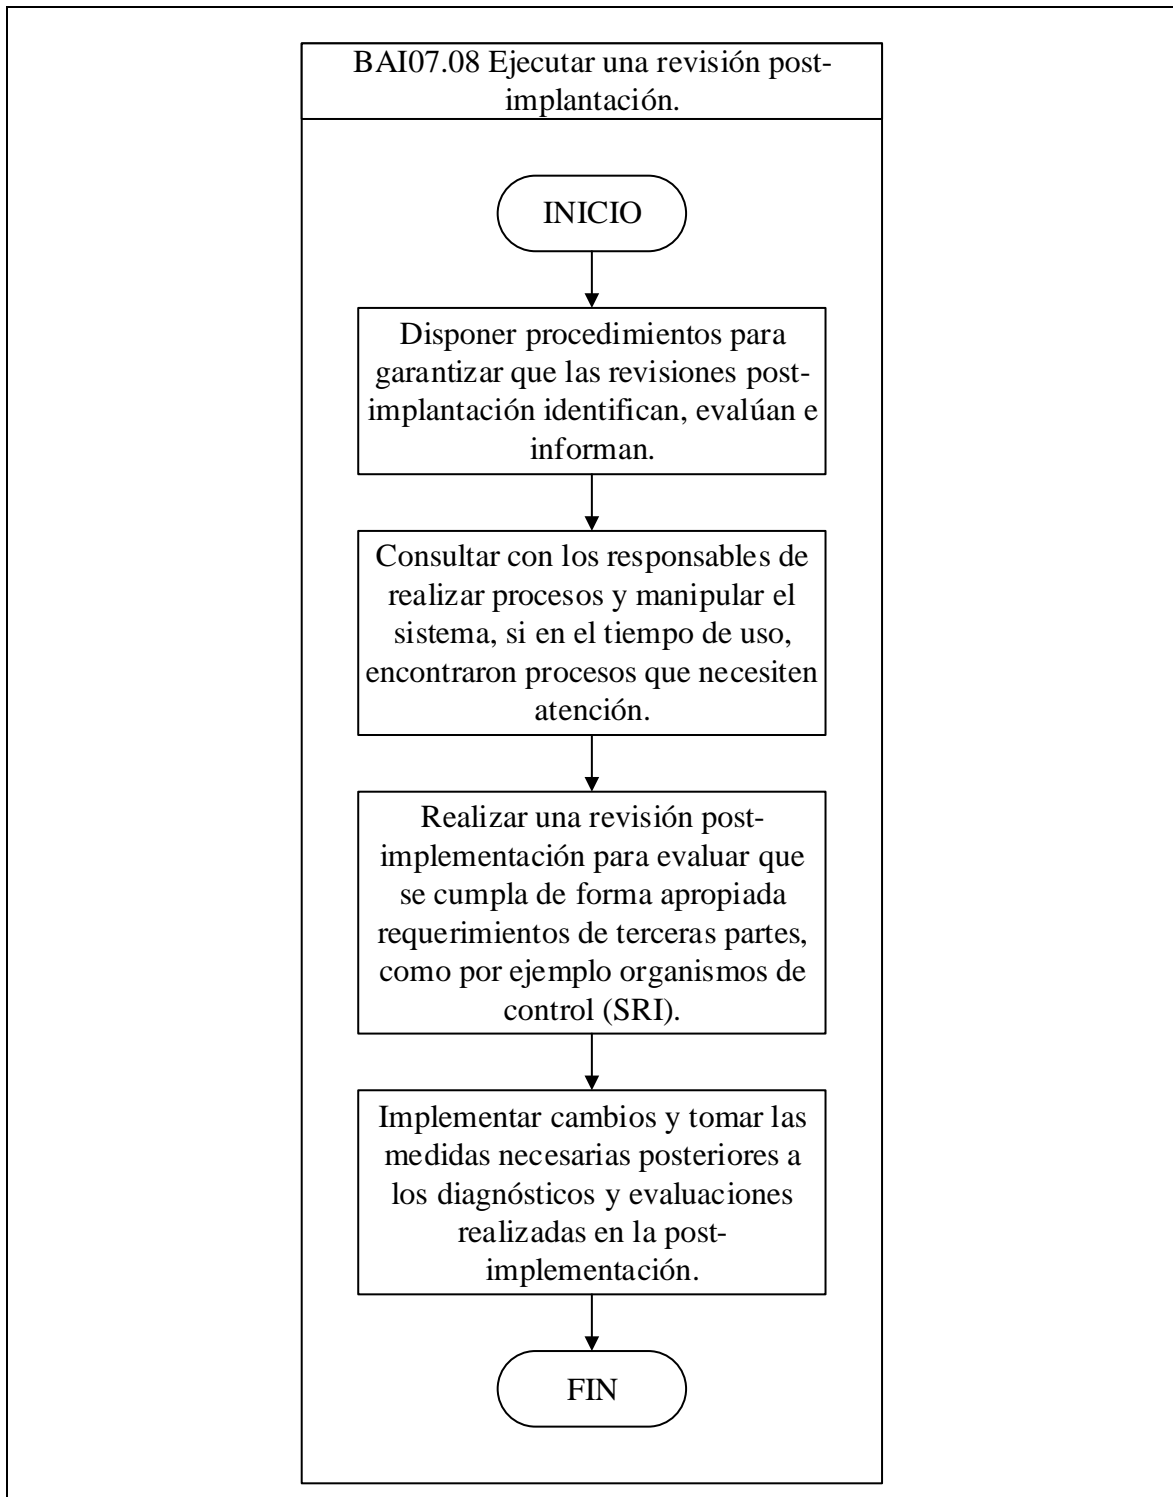 BAI07.08 Ejecutar una revisión post-
implantación.
INICIO
Disponer procedimientos para
garantizar que las revisiones post-
implantación identifican, evalúan e
informan.
Consultar con los responsables de
realizar procesos y manipular el
sistema, si en el tiempo de uso,
encontraron procesos que necesiten
atención.
Realizar una revisión post-
implementación para evaluar que
se cumpla de forma apropiada
requerimientos de terceras partes,
como por ejemplo organismos de
control (SRI).
Implementar cambios y tomar las
medidas necesarias posteriores a
los diagnósticos y evaluaciones
realizadas en la post-
implementación.
FIN